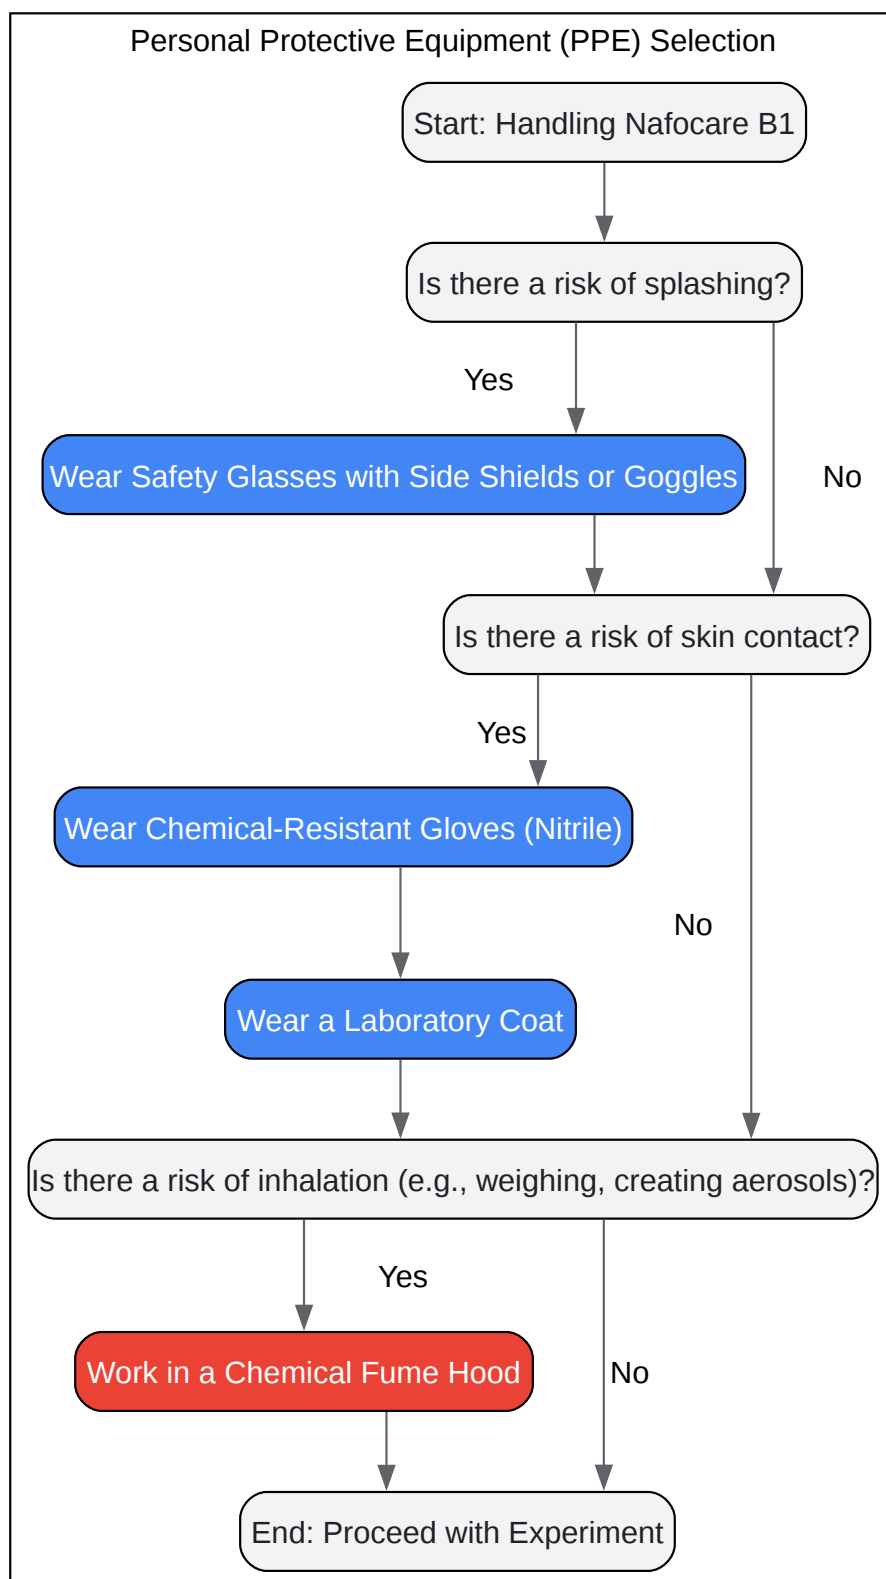 Personal Protective Equipment (PPE) Selection
Start: Handling Nafocare B1
Is there a risk of splashing?
Yes
Wear Safety Glasses with Side Shields or Goggles
No
Is there a risk of skin contact?
Yes
Wear Chemical-Resistant Gloves (Nitrile)
No
Wear a Laboratory Coat
Is there a risk of inhalation (e.g., weighing, creating aerosols)?
Yes
Work in a Chemical Fume Hood
No
End: Proceed with Experiment